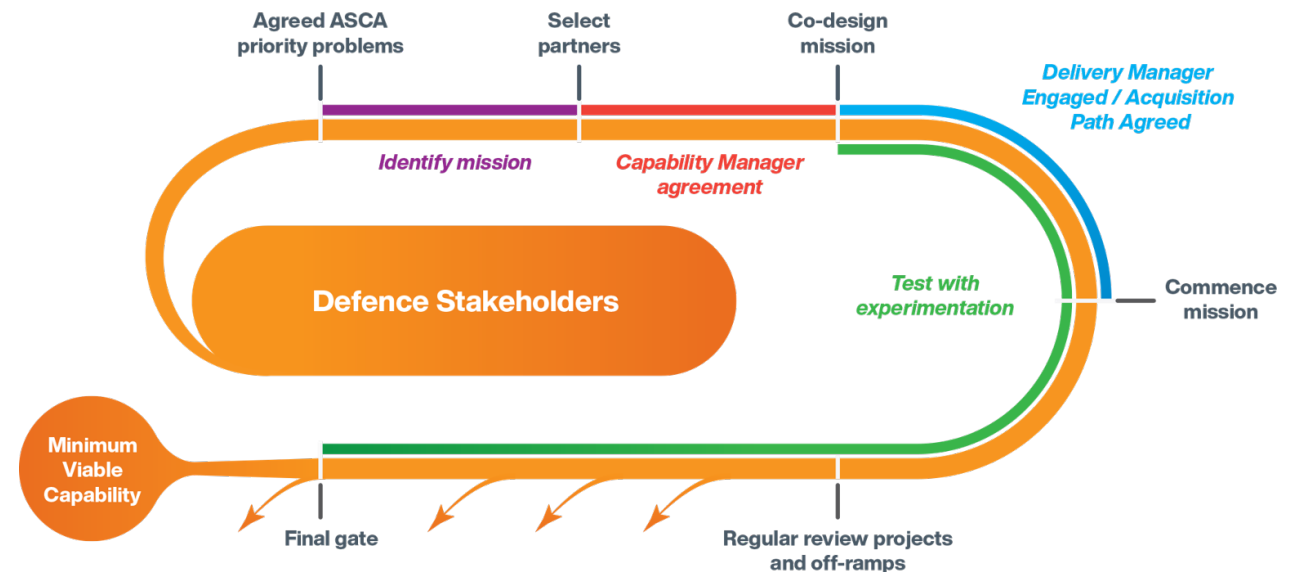 Agreed ASCA
priority problems
Select
partners
Co-design
mission
Delivery Manager
Engaged / Acquisition
Path Agreed
Identify mission
Capability Manager
agreement
Defence Stakeholders
Test with
experimentation
Commence
mission
Minimum
Viable
Capability
Final gate
Regular review projects
and off-ramps